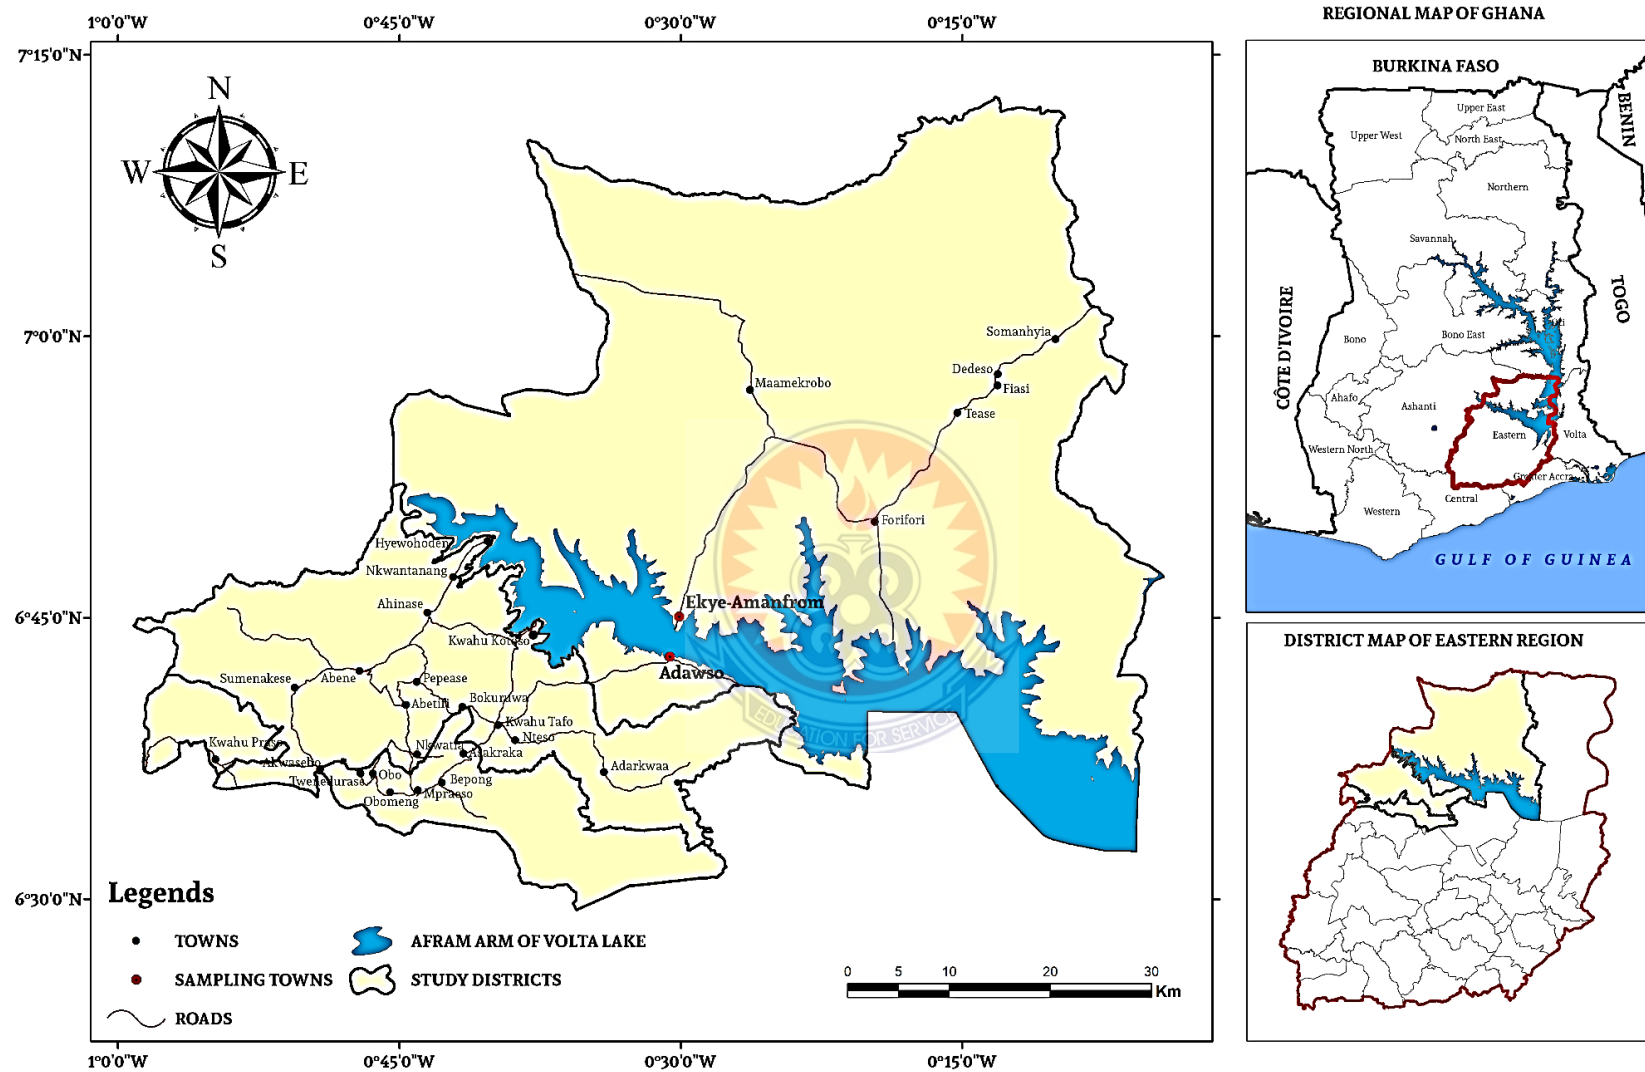 1°0'0"W
0°45'0"W
0°30'0"W
0°15'0"W
7°15'0"N
7°0'0"N
6°45'0"N
6°30'0"N
N
W
E
S
Somanhyia
Dedeso
Fiasi
Maamekrobo
Tease
Forifori
Hyewohoden
Nkwantanang
Ahinase
Ekye-Amanfrom
Kwahu Kotoso
Adawso
Sumenakese
Abene
Pepease
Abetifi
Bokuruwa
Kwahu Tafo
Nteso
Kwahu Praso
Nkwatia
Asakraka
Akwasebo
Twenedurase
Obo
Bepong
Adarkwaa
Obomeng
Mpraeso
EDUCATION FOR SERVICE
Legends
TOWNS
AFRAM ARM OF VOLTA LAKE
SAMPLING TOWNS
STUDY DISTRICTS
ROADS
0 5 10 20 30
Km
1°0'0"W
0°45'0"W
0°30'0"W
0°15'0"W
REGIONAL MAP OF GHANA
BURKINA FASO
BENIN
Upper East
Upper West
North East
Northern
Savannah
TOGO
CÔTE D'IVOIRE
Bono
Bono East
Ahafo
Ashanti
Eastern
Volta
Western North
Greater Accra
Central
Western
GULF OF GUINEA
DISTRICT MAP OF EASTERN REGION